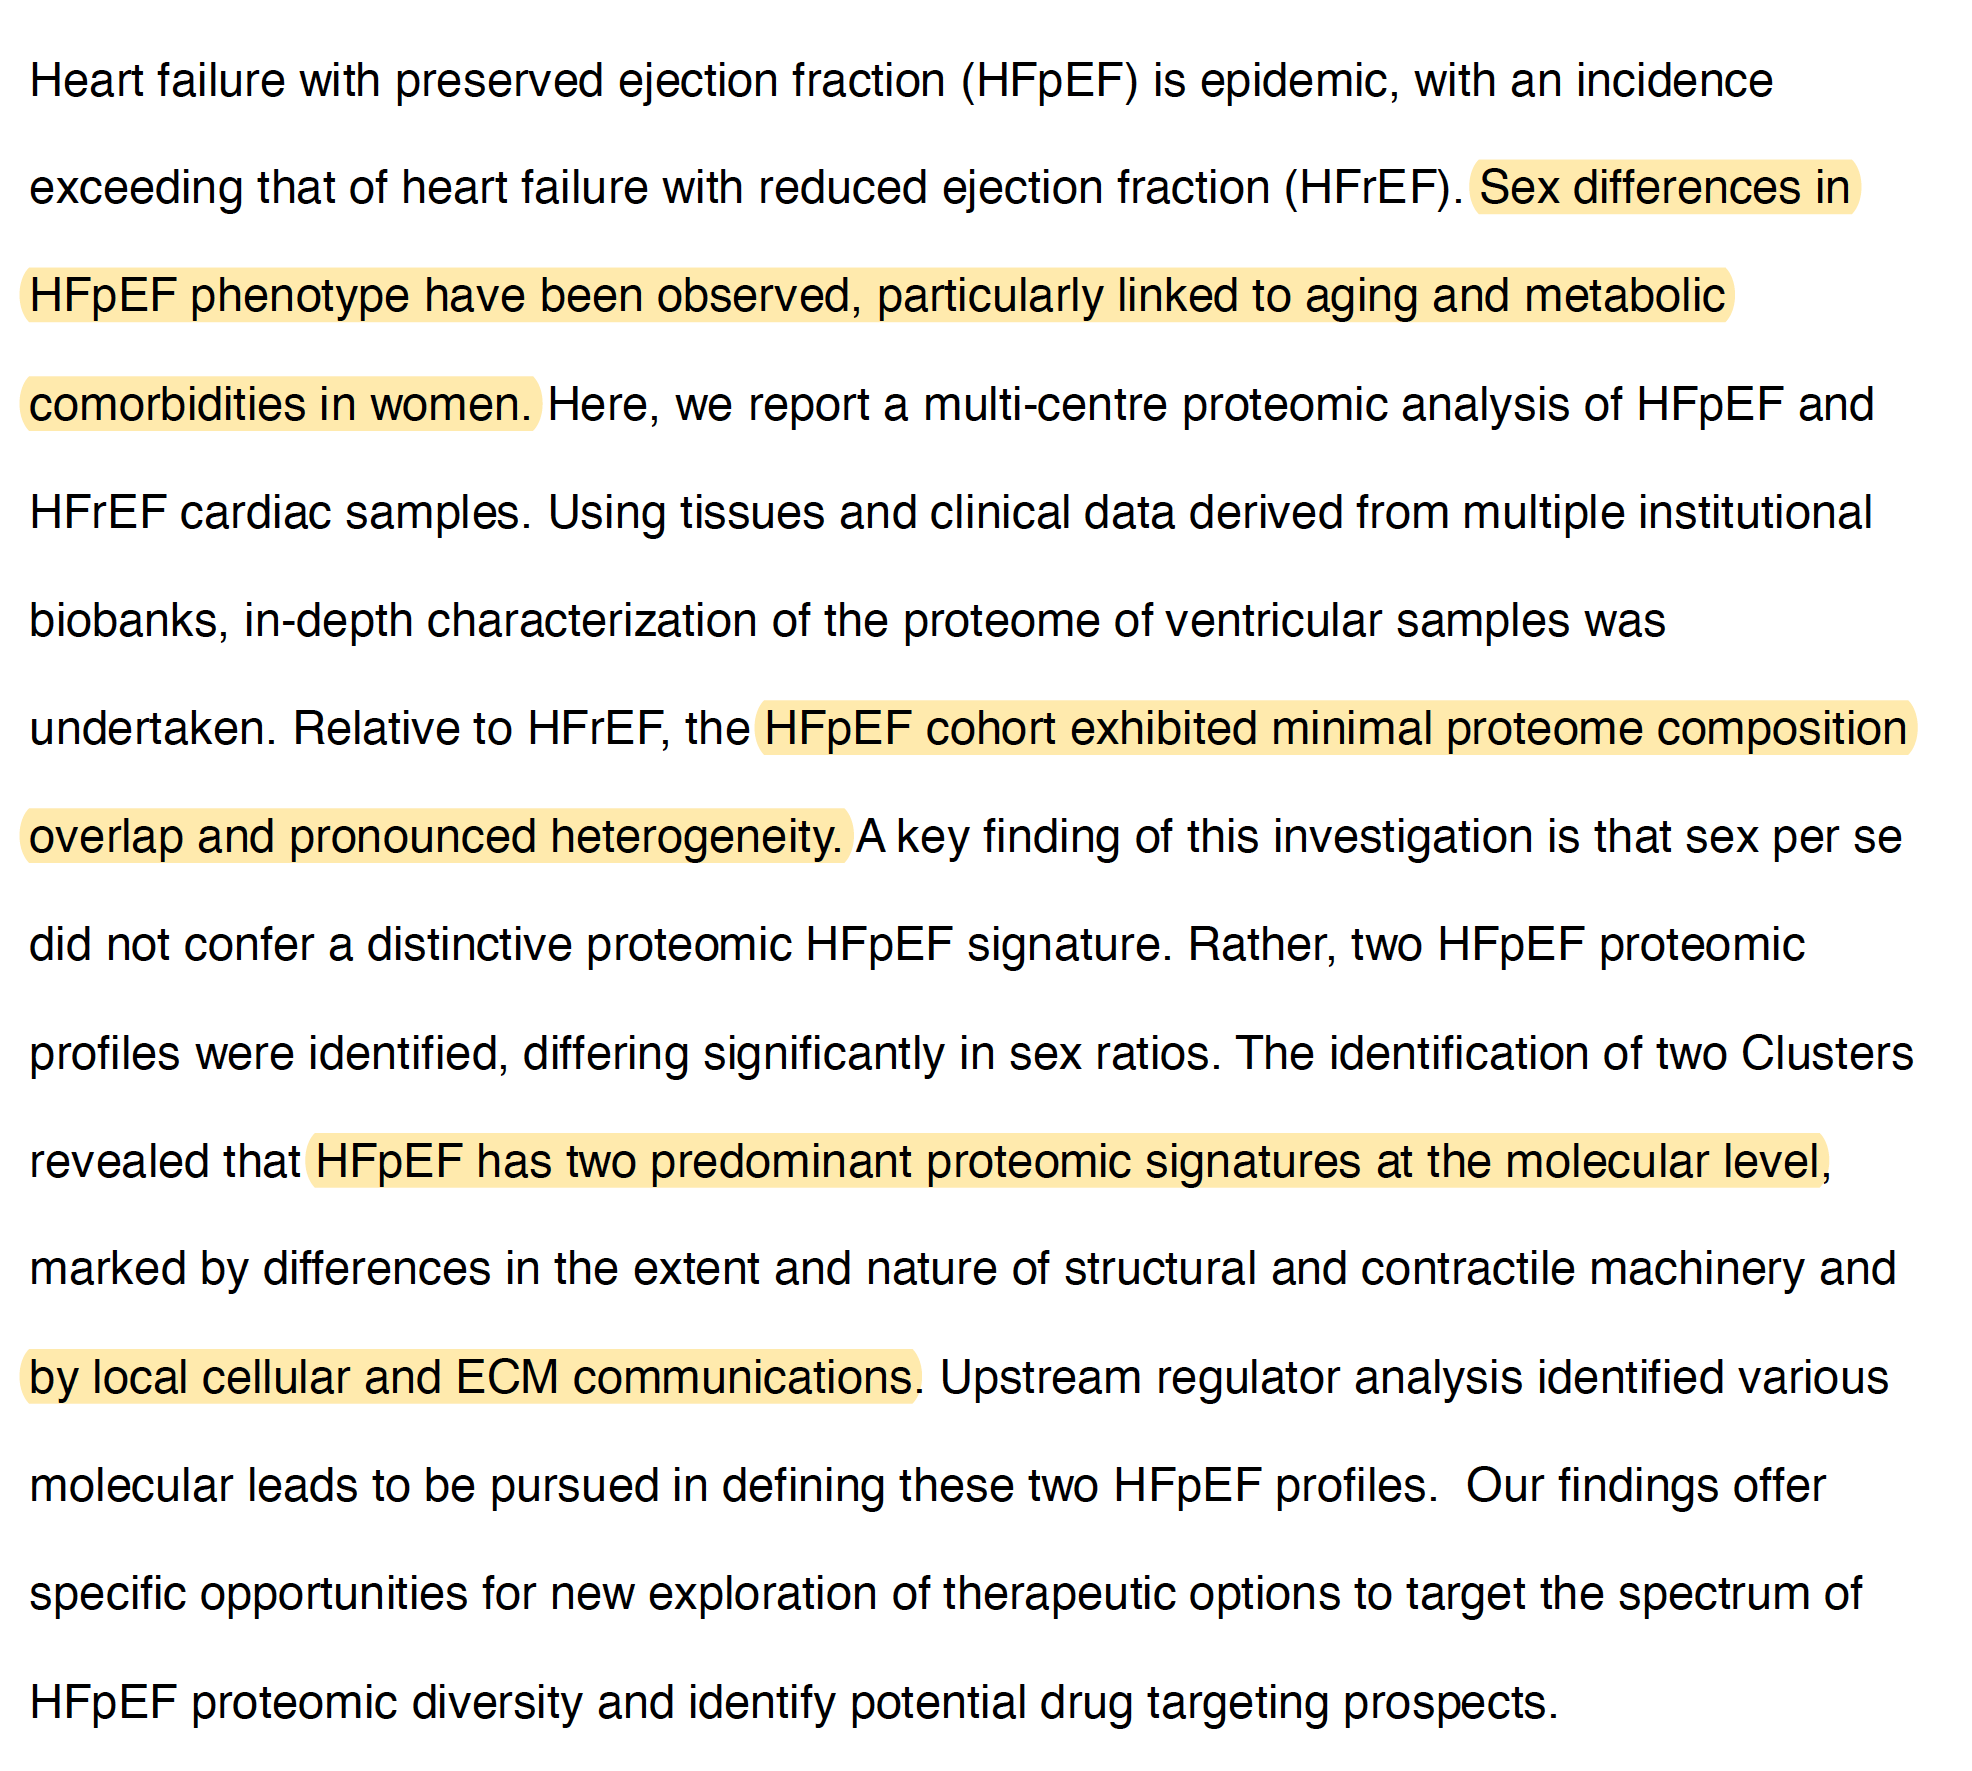 Heart failure with preserved ejection fraction (HFpEF) is epidemic, with an incidence
exceeding that of heart failure with reduced ejection fraction (HFrEF). Sex differences in
HFpEF phenotype have been observed, particularly linked to aging and metabolic
comorbidities in women. Here, we report a multi-centre proteomic analysis of HFpEF and
HFrEF cardiac samples. Using tissues and clinical data derived from multiple institutional
biobanks, in-depth characterization of the proteome of ventricular samples was
undertaken. Relative to HFrEF, the HFpEF cohort exhibited minimal proteome composition
overlap and pronounced heterogeneity. A key finding of this investigation is that sex per se
did not confer a distinctive proteomic HFpEF signature. Rather, two HFpEF proteomic
profiles were identified, differing significantly in sex ratios. The identification of two Clusters
revealed that HFpEF has two predominant proteomic signatures at the molecular level,
marked by differences in the extent and nature of structural and contractile machinery and
by local cellular and ECM communications. Upstream regulator analysis identified various
molecular leads to be pursued in defining these two HFpEF profiles.  Our findings offer
specific opportunities for new exploration of therapeutic options to target the spectrum of
HFpEF proteomic diversity and identify potential drug targeting prospects.